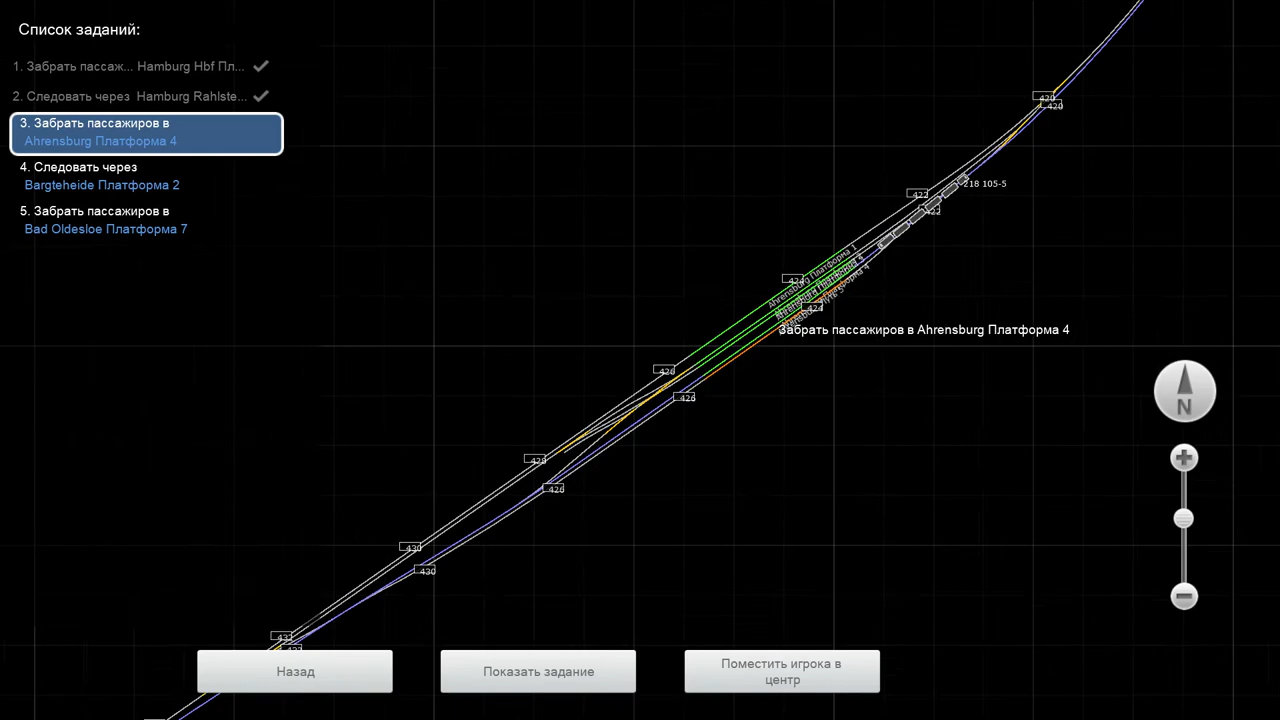 Список заданий:
1. Забрать пассаж... Hamburg Hbf Пл...
2. Следовать через Hamburg Rahlste...
3. Забрать пассажиров в
Ahrensburg Платформа 4
4. Следовать через
Bargteheide Платформа 2
5. Забрать пассажиров в
Bad Oldesloe Платформа 7
420
420
218 105-5
422
422
Ahrensburg Платформа 1
424
424
Забрать пассажиров в Ahrensburg Платформа 4
426
426
428
430
430
N
Назад
Показать задание
Поместить игрока в
центр